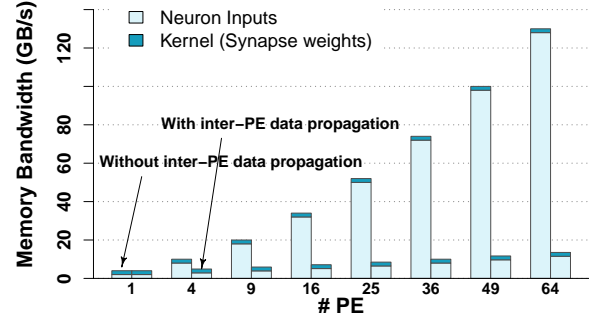 Memory Bandwidth (GB/s)
0
20
40
60
80
120
Neuron Inputs
Kernel (Synapse weights)
With inter-PE data propagation
Without inter-PE data propagation
1
4
9
16
25
36
49
64
# PE